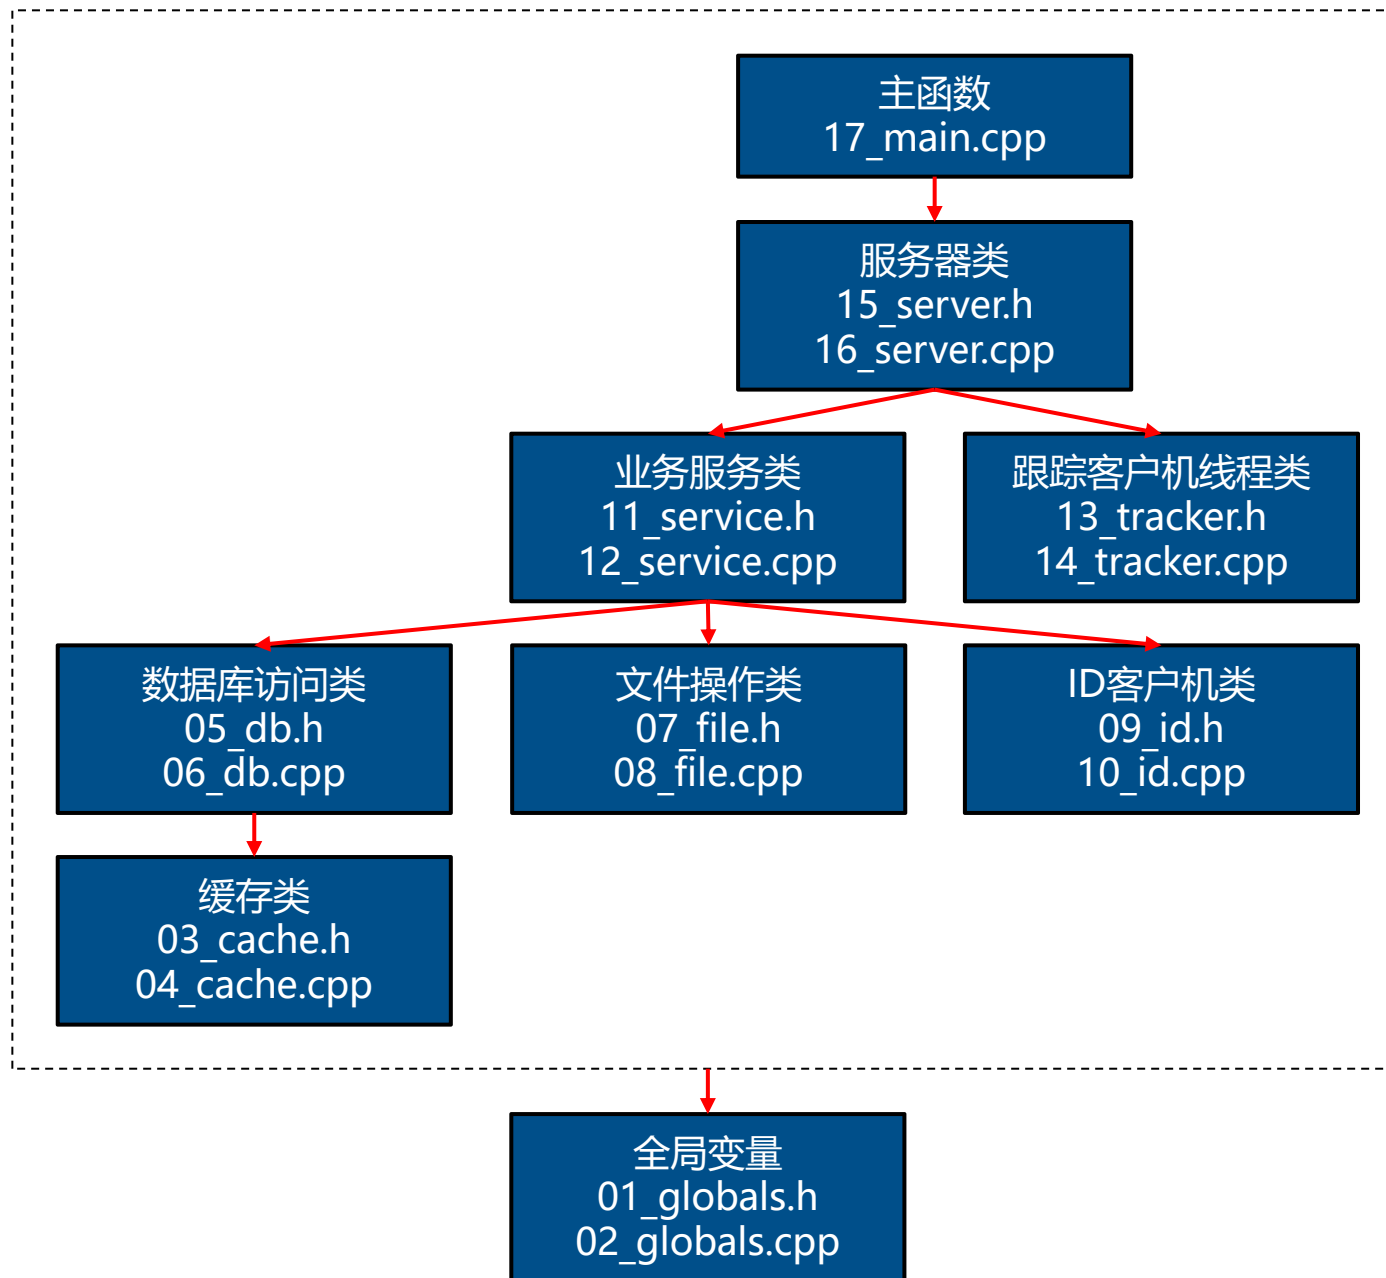 主函数
17_main.cpp
服务器类
15_server.h
16_server.cpp
业务服务类
11_service.h
12_service.cpp
跟踪客户机线程类
13_tracker.h
14_tracker.cpp
数据库访问类
05_db.h
06_db.cpp
文件操作类
07_file.h
08_file.cpp
ID客户机类
09_id.h
10_id.cpp
缓存类
03_cache.h
04_cache.cpp
全局变量
01_globals.h
02_globals.cpp